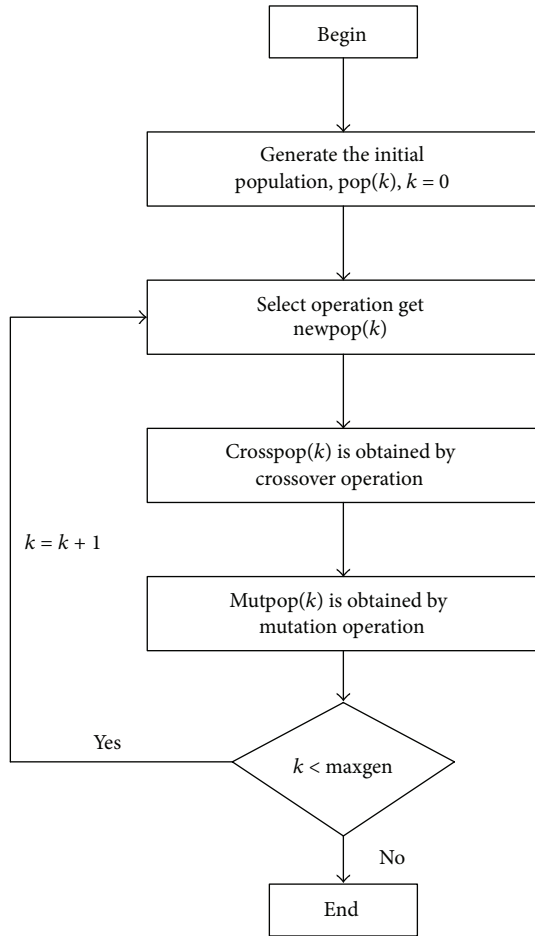 Begin
Generate the initial
population, pop(k), k = 0
Select operation get
newpop(k)
Crosspop(k) is obtained by
crossover operation
k = k + 1
Mutpop(k) is obtained by
mutation operation
Yes
k < maxgen
No
End